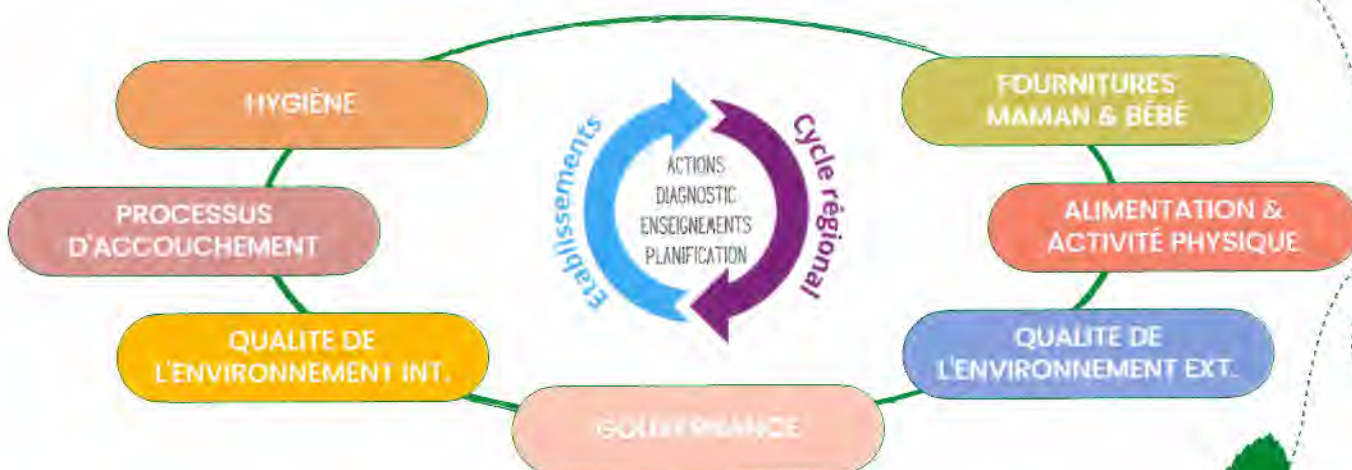 HYGIÈNE
FOURNITURES
MAMAN & BÉBÉ
Etablissements
Cycle régional
ACTIONS
DIAGNOSTIC
ENSEIGNEMENTS
PLANIFICATION
PROCESSUS
D'ACCOUCHEMENT
ALIMENTATION &
ACTIVITÉ PHYSIQUE
QUALITE DE
L'ENVIRONNEMENT INT.
QUALITE DE
L'ENVIRONNEMENT EXT.
GOUVERNANCE